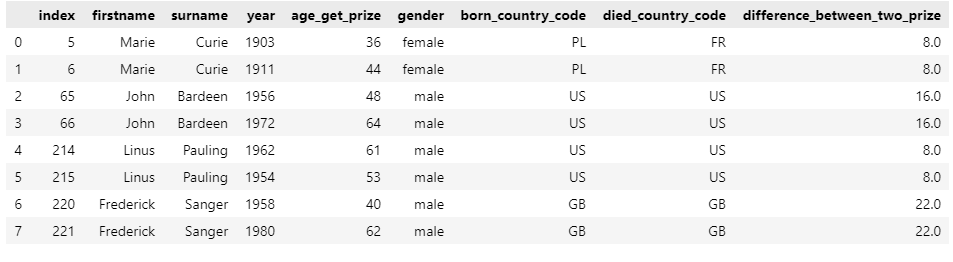 index firstname surname year age_get_prize gender born_country_code died_country_code difference_between_two_prize
0 5 Marie Curie 1903 36 female PL FR 8.0
1 6 Marie Curie 1911 44 female PL FR 8.0
2 65 John Bardeen 1956 48 male US US 16.0
3 66 John Bardeen 1972 64 male US US 16.0
4 214 Linus Pauling 1962 61 male US US 8.0
5 215 Linus Pauling 1954 53 male US US 8.0
6 220 Frederick Sanger 1958 40 male GB GB 22.0
7 221 Frederick Sanger 1980 62 male GB GB 22.0